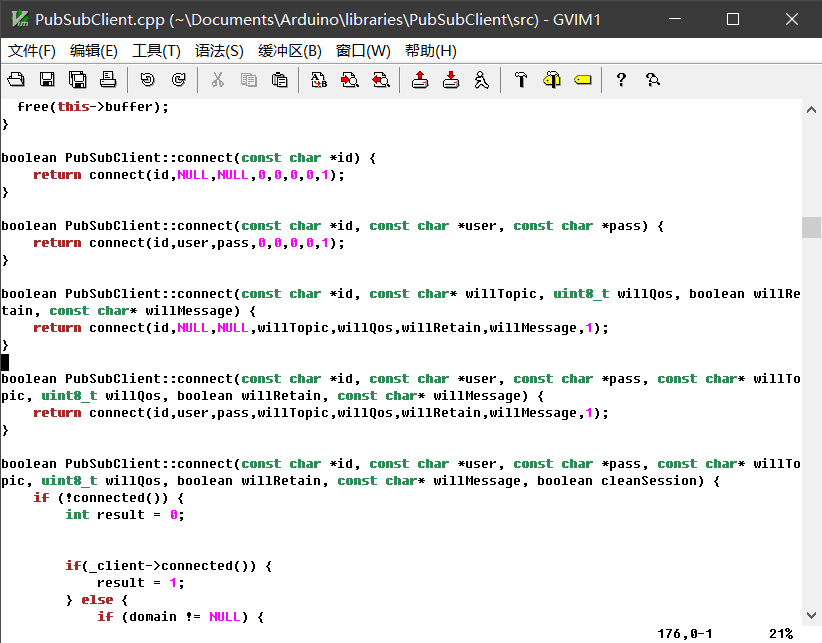 PubSubClient.cpp (~\Documents\Arduino\libraries\PubSubClient\src) - GVIM1
文件(F) 编辑(E) 工具(T) 语法(S) 缓冲区(B) 窗口(W) 帮助(H)
  free(this->buffer);
}
boolean PubSubClient::connect(const char *id) {
    return connect(id,NULL,NULL,0,0,0,0,1);
}
boolean PubSubClient::connect(const char *id, const char *user, const char *pass) {
    return connect(id,user,pass,0,0,0,0,1);
}
boolean PubSubClient::connect(const char *id, const char* willTopic, uint8_t willQos, boolean willRe
tain, const char* willMessage) {
    return connect(id,NULL,NULL,willTopic,willQos,willRetain,willMessage,1);
}
boolean PubSubClient::connect(const char *id, const char *user, const char *pass, const char* willTo
pic, uint8_t willQos, boolean willRetain, const char* willMessage) {
    return connect(id,user,pass,willTopic,willQos,willRetain,willMessage,1);
}
boolean PubSubClient::connect(const char *id, const char *user, const char *pass, const char* willTo
pic, uint8_t willQos, boolean willRetain, const char* willMessage, boolean cleanSession) {
    if (!connected()) {
        int result = 0;
        if(_client->connected()) {
            result = 1;
        } else {
            if (domain != NULL) {
176,0-1 21%